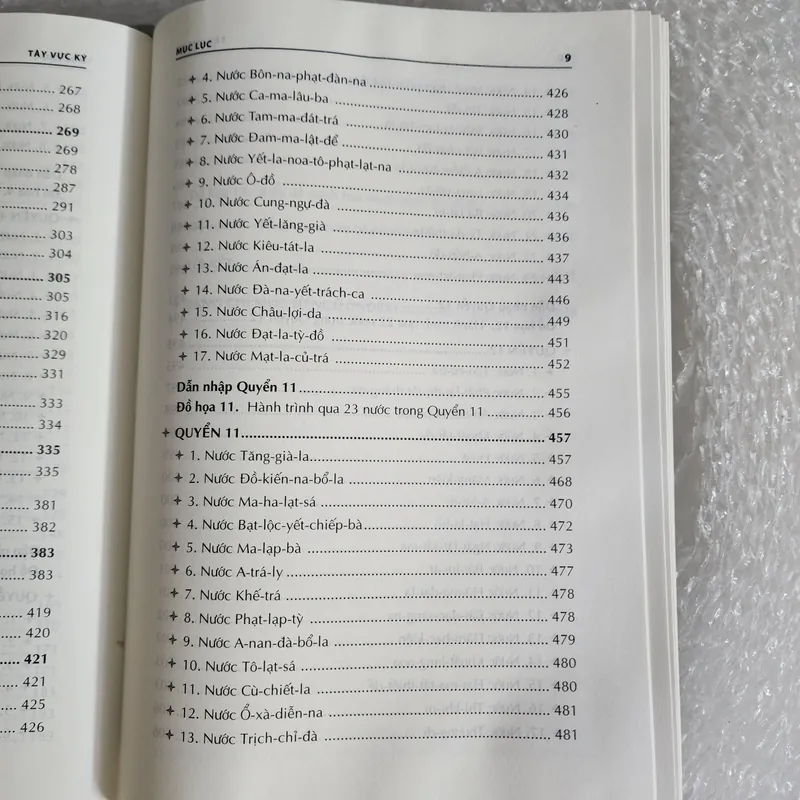 TÂY VỰC KÝ
267
268
269
269
278
287
291
303
304
305
305
316
320
329
331
333
334
335
335
381
382
383
383
419
420
421
421
425
426
MỤC LỤC 9
4. Nước Bôn-na-phạt-đàn-na 426
5. Nước Ca-ma-lâu-ba 428
6. Nước Tam-ma-đát-trá 430
7. Nước Đam-ma-lật-để 431
8. Nước Yết-la-noa-tô-phạt-lạt-na 432
9. Nước Ô-đồ 434
10. Nước Cung-ngự-đà 436
11. Nước Yết-lăng-già 436
12. Nước Kiêu-tát-la 437
13. Nước Án-đạt-la 443
14. Nước Đà-na-yết-trách-ca 446
15. Nước Châu-lợi-da 449
16. Nước Đạt-la-tỳ-đồ 451
17. Nước Mạt-la-củ-trá 452
Dẫn nhập Quyển 11 455
Đồ họa 11. Hành trình qua 23 nước trong Quyển 11 456
QUYỂN 11 457
1. Nước Tăng-già-la 457
2. Nước Đồ-kiến-na-bổ-la 468
3. Nước Ma-ha-lạt-sá 470
4. Nước Bạt-lộc-yết-chiếp-bà 472
5. Nước Ma-lạp-bà 473
6. Nước A-trá-ly 477
7. Nước Khế-trá 478
8. Nước Phạt-lạp-tỳ 478
9. Nước A-nan-đà-bổ-la 479
10. Nước Tô-lạt-sá 480
11. Nước Cù-chiết-la 480
12. Nước Ổ-xà-diễn-na 481
13. Nước Trịch-chỉ-đà 481